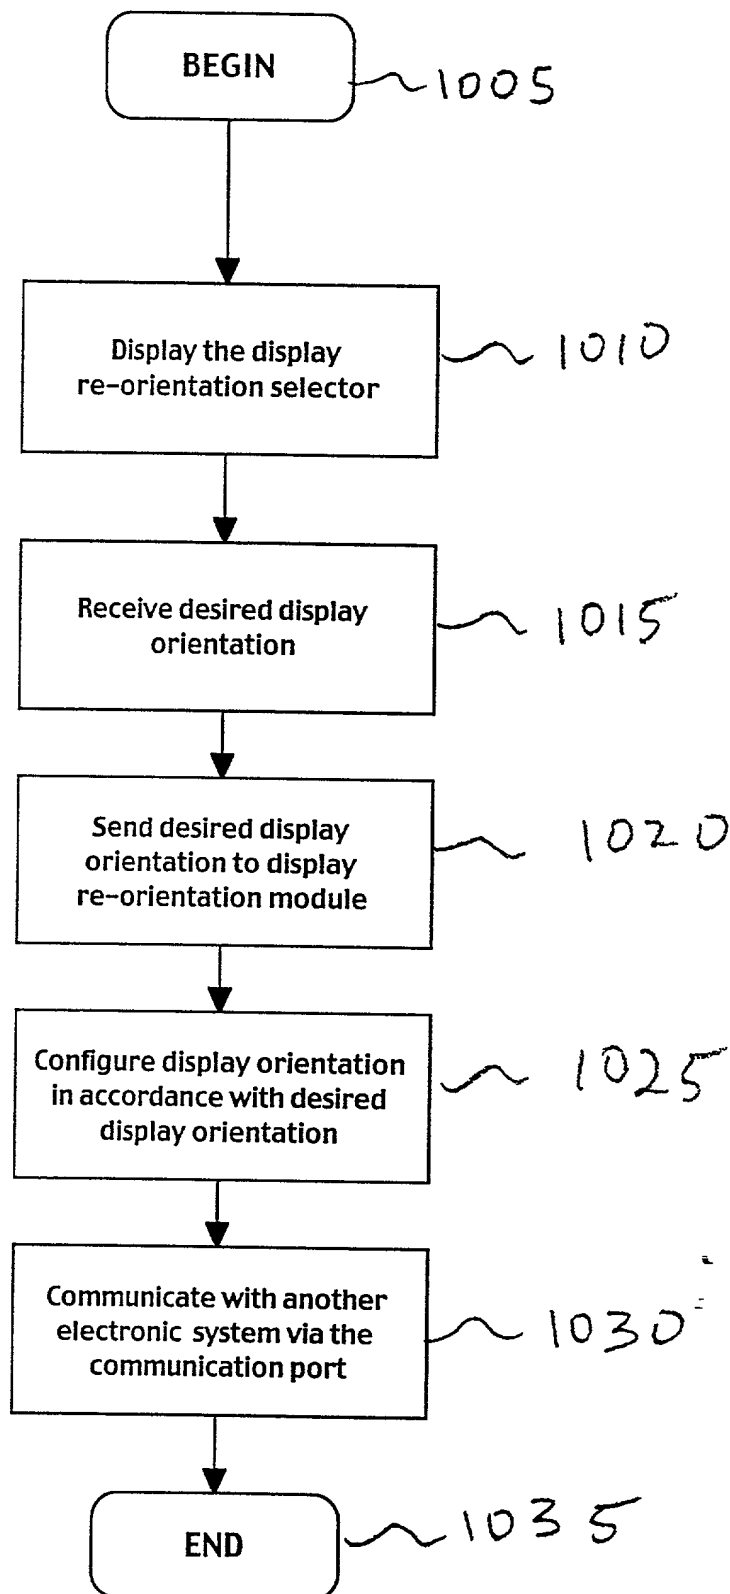 BEGIN
1005
Display the display
re-orientation selector
1010
Receive desired display
orientation
1015
Send desired display
orientation to display
re-orientation module
1020
Configure display orientation
in accordance with desired
display orientation
1025
Communicate with another
electronic system via the
communication port
1030
END
1035